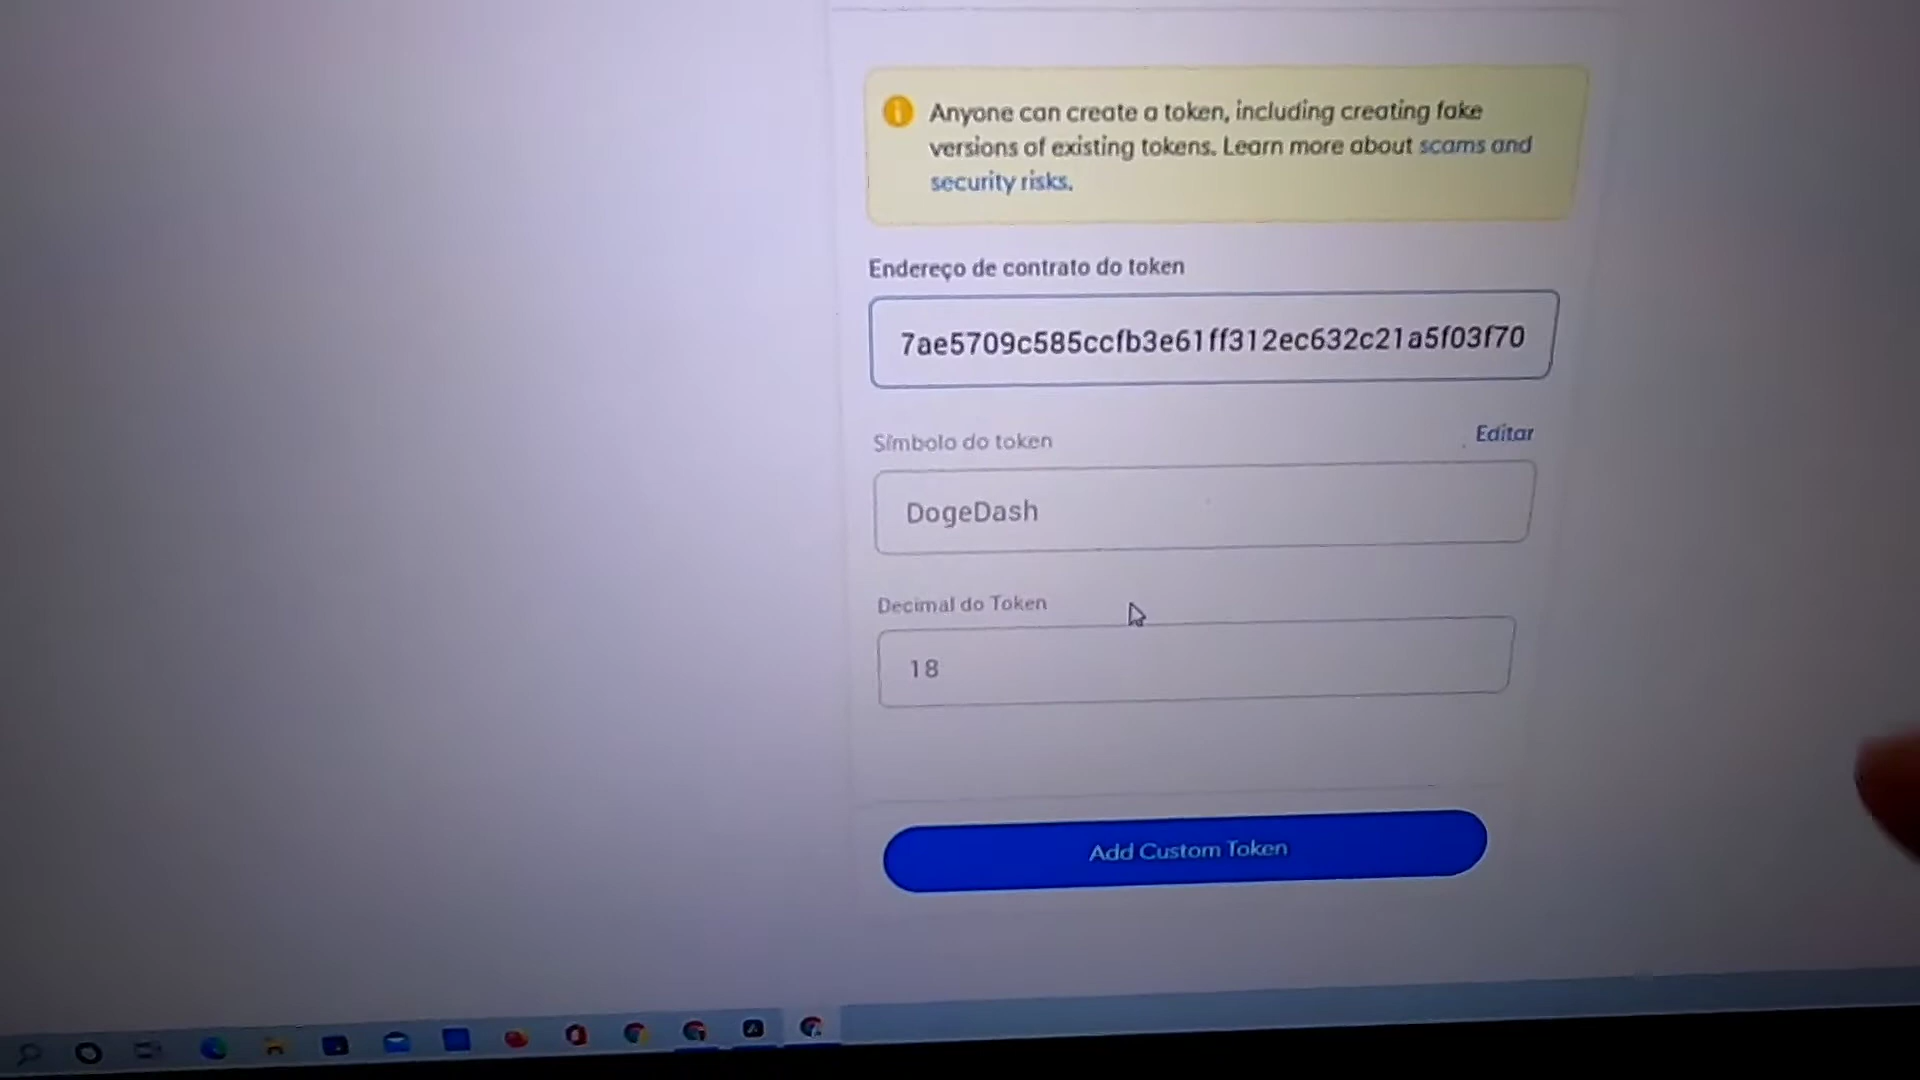 Anyone can create a token, including creating fake
versions of existing tokens. Learn more about scams and
security risks.
Endereço de contrato do token
7ae5709c585ccfb3e61ff312ec632c21a5f03f70
Símbolo do token
Editar
DogeDash
Decimal do Token
18
Add Custom Token